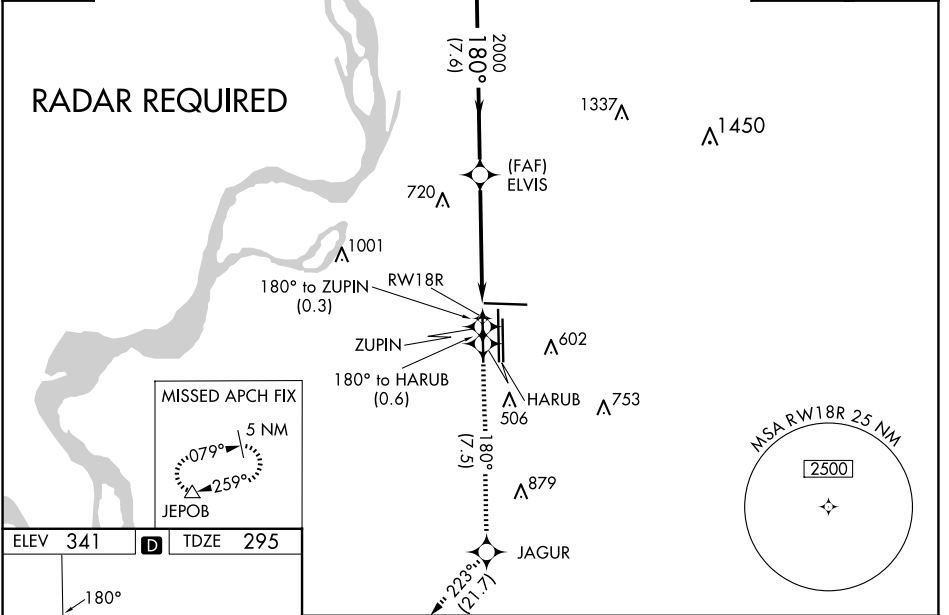 RADAR REQUIRED
2000
180°
(7.6)
1337
1450
(FAF)
ELVIS
720
1001
180° to ZUPIN
(0.3)
RW18R
ZUPIN
602
180° to HARUB
(0.6)
HARUB
506
753
MISSED APCH FIX
5 NM
079°
259°
JEPOB
180°
(7.5)
MSA RW18R 25 NM
2500
879
JAGUR
223°
(21.7)
ELEV 341 D TDZE 295
180°